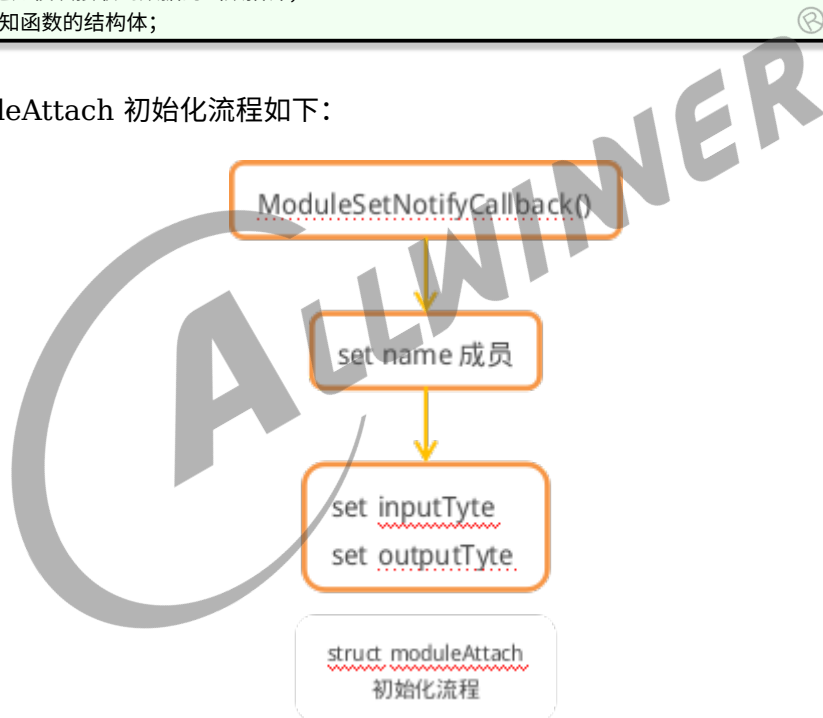 知函数的结构体；
leAttach 初始化流程如下：
ModuleSetNotifyCallback()
set name 成员
set inputTyte
set outputTyte
struct moduleAttach
初始化流程
ALLWINNER
®